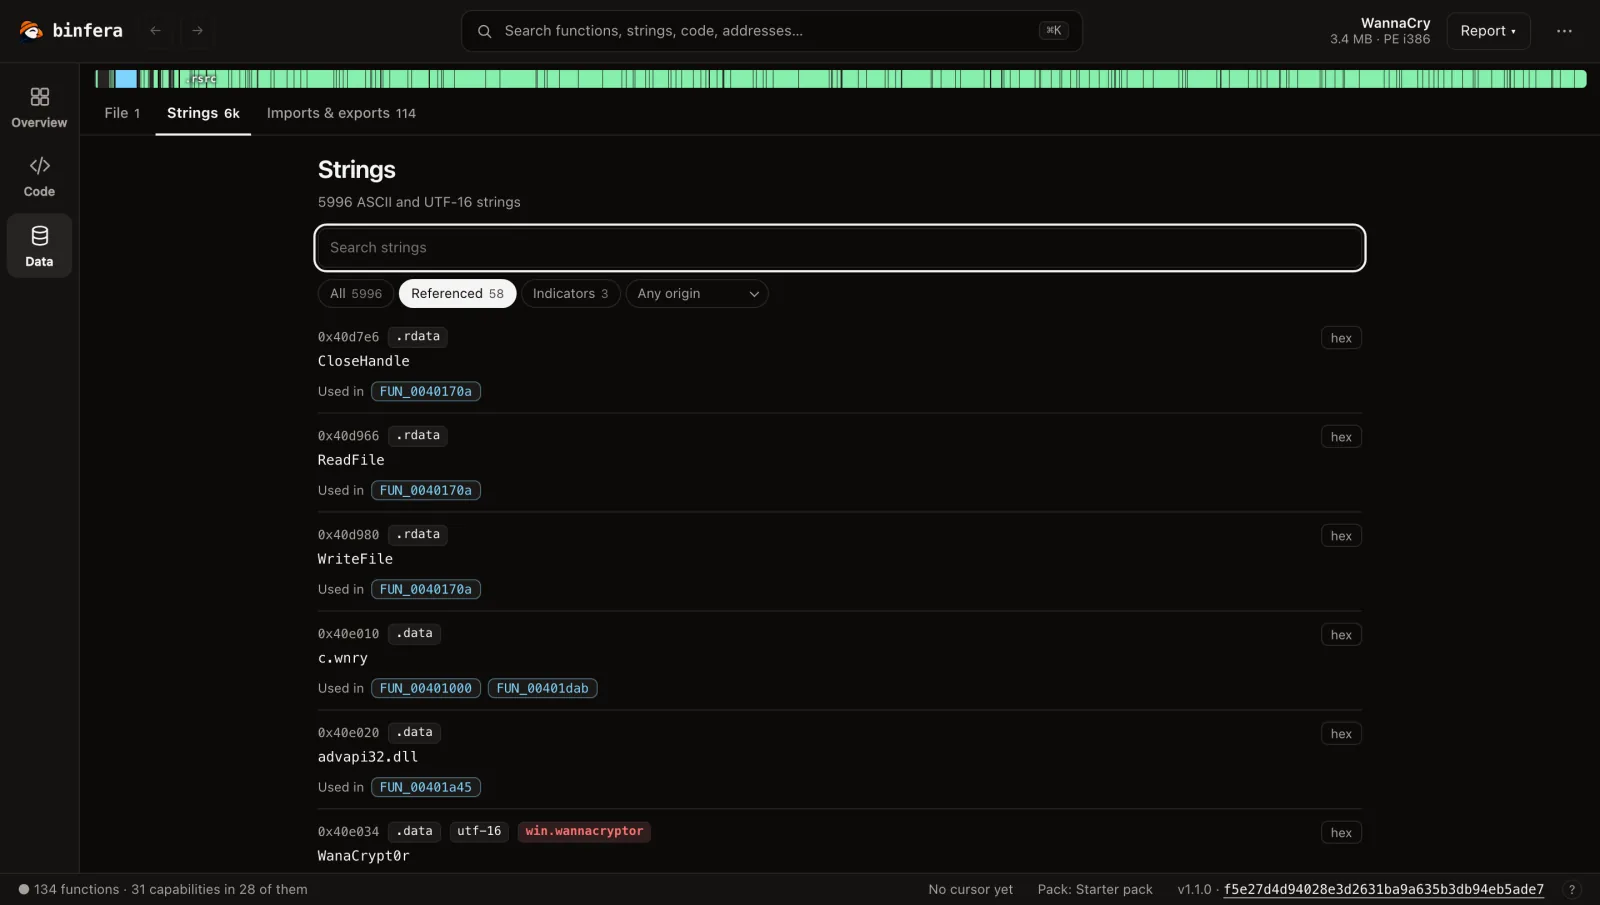 binfera ← →
Search functions, strings, code, addresses... ⌘K
WannaCry
3.4 MB · PE i386
Report ▾ ···
.rsrc
Overview
Code
Data
File 1 Strings 6k Imports & exports 114
Strings
5996 ASCII and UTF-16 strings
Search strings
All 5996 Referenced 58 Indicators 3 Any origin
0x40d7e6 .rdata hex
CloseHandle
Used in FUN_0040170a
0x40d966 .rdata hex
ReadFile
Used in FUN_0040170a
0x40d980 .rdata hex
WriteFile
Used in FUN_0040170a
0x40e010 .data hex
c.wnry
Used in FUN_00401000 FUN_00401dab
0x40e020 .data hex
advapi32.dll
Used in FUN_00401a45
0x40e034 .data utf-16 win.wannacryptor hex
WanaCrypt0r
134 functions · 31 capabilities in 28 of them No cursor yet Pack: Starter pack v1.1.0 · f5e27d4d94028e3d2631ba9a635b3db94eb5ade7 ?